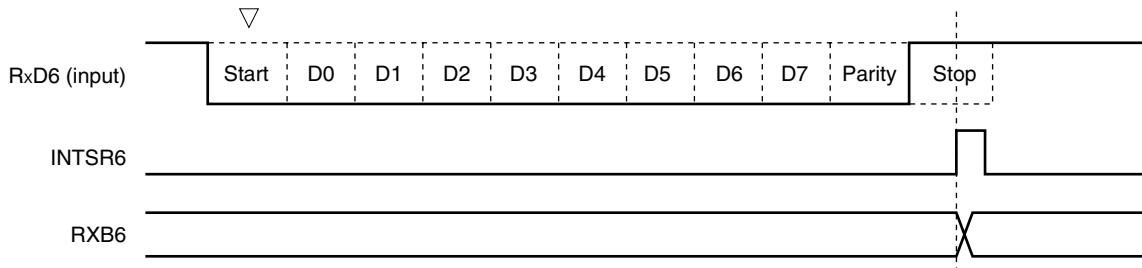 RxD6 (input) Start D0 D1 D2 D3 D4 D5 D6 D7 Parity Stop
INTSR6
RXB6